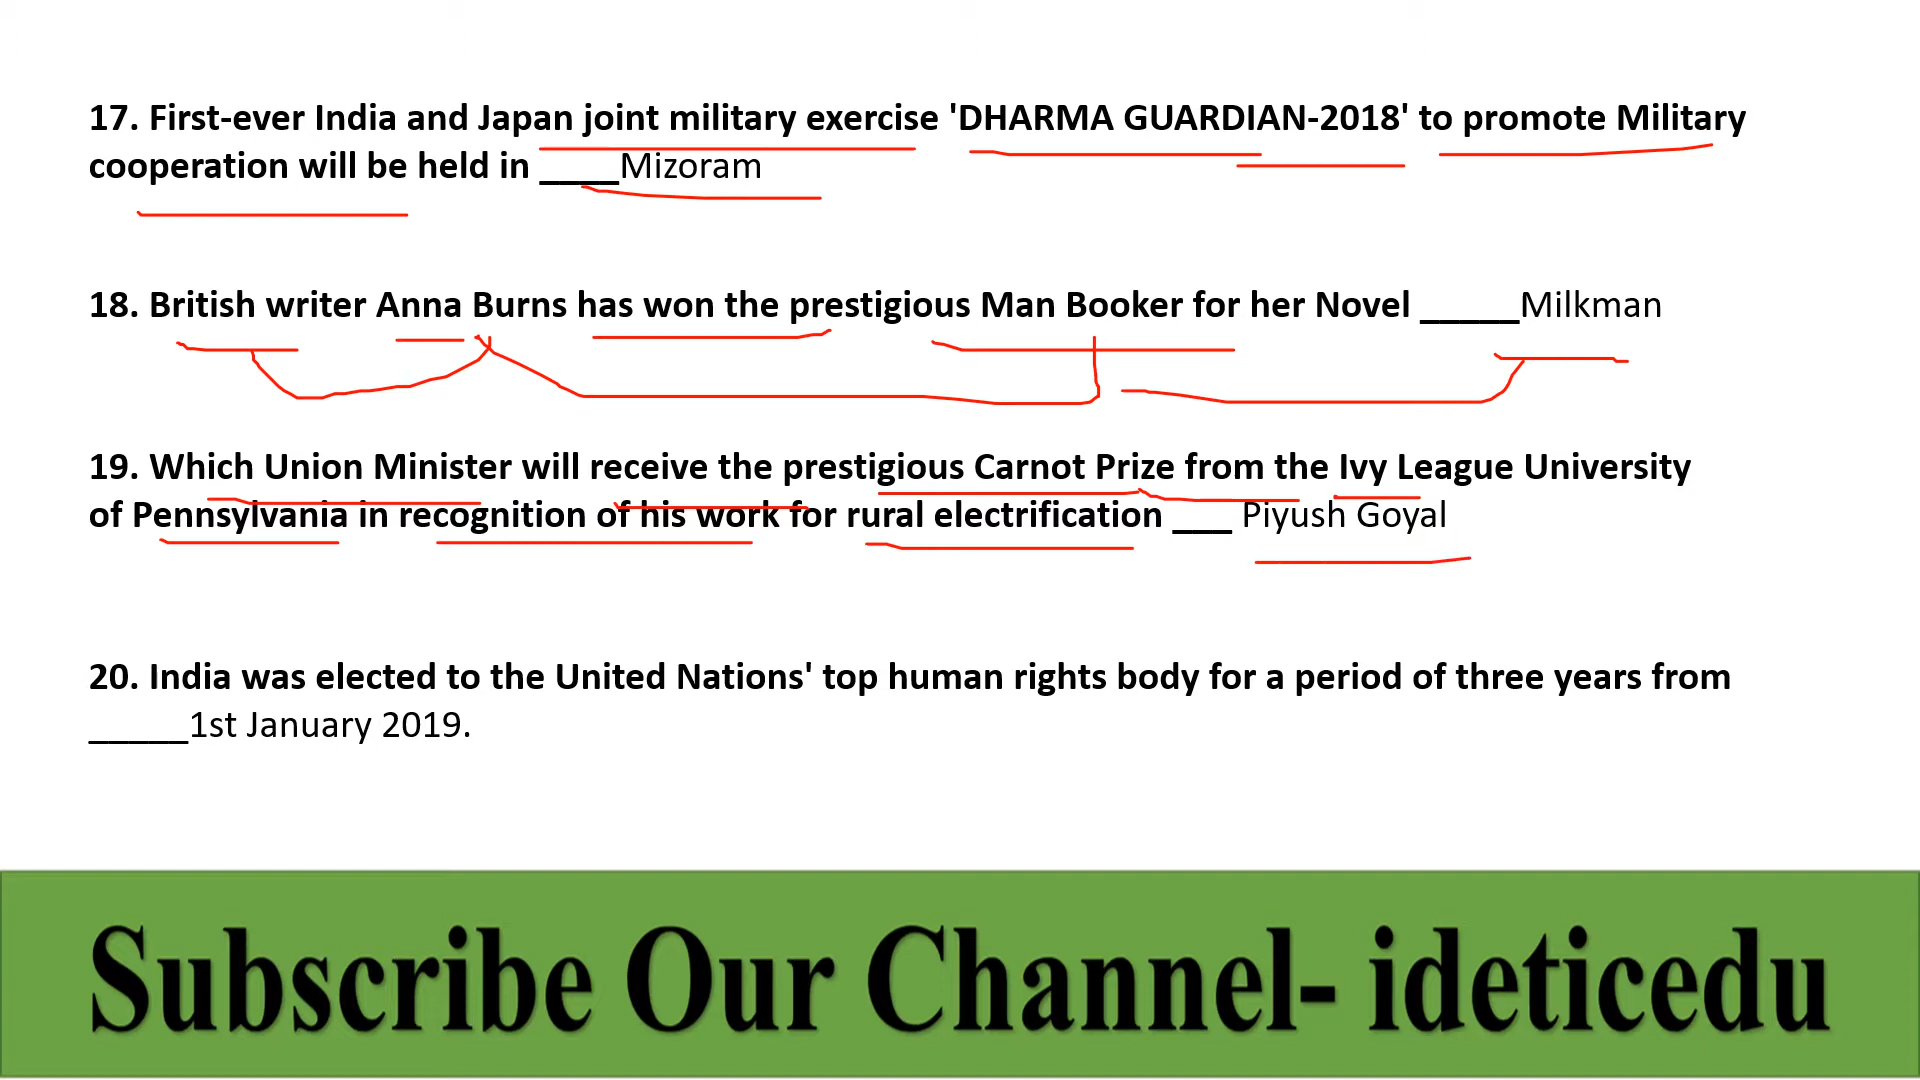 17. First-ever India and Japan joint military exercise 'DHARMA GUARDIAN-2018' to promote Military
cooperation will be held in ____Mizoram
18. British writer Anna Burns has won the prestigious Man Booker for her Novel _____Milkman
19. Which Union Minister will receive the prestigious Carnot Prize from the Ivy League University
of Pennsylvania in recognition of his work for rural electrification ___ Piyush Goyal
20. India was elected to the United Nations' top human rights body for a period of three years from
_____1st January 2019.
Subscribe Our Channel- ideticedu